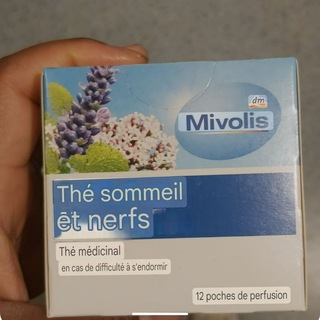 dm
Mivolis
Thé sommeil
ēt nerfs
Thé médicinal
en cas de difficulté à s'endormir
12 poches de perfusion